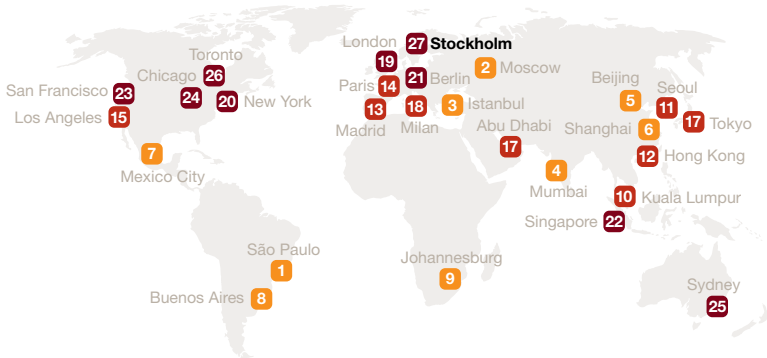 London
27 Stockholm
Toronto
26
19
2 Moscow
Chicago
24
San Francisco 23
Paris 14
21 Berlin
Beijing
5
Seoul
11
20 New York
Los Angeles 15
13
Madrid
18
Milan
3 Istanbul
Abu Dhabi
17
Shanghai 6
17 Tokyo
7
Mexico City
12 Hong Kong
4
Mumbai
10 Kuala Lumpur
Singapore 22
São Paulo
1
Johannesburg
9
Buenos Aires 8
Sydney
25